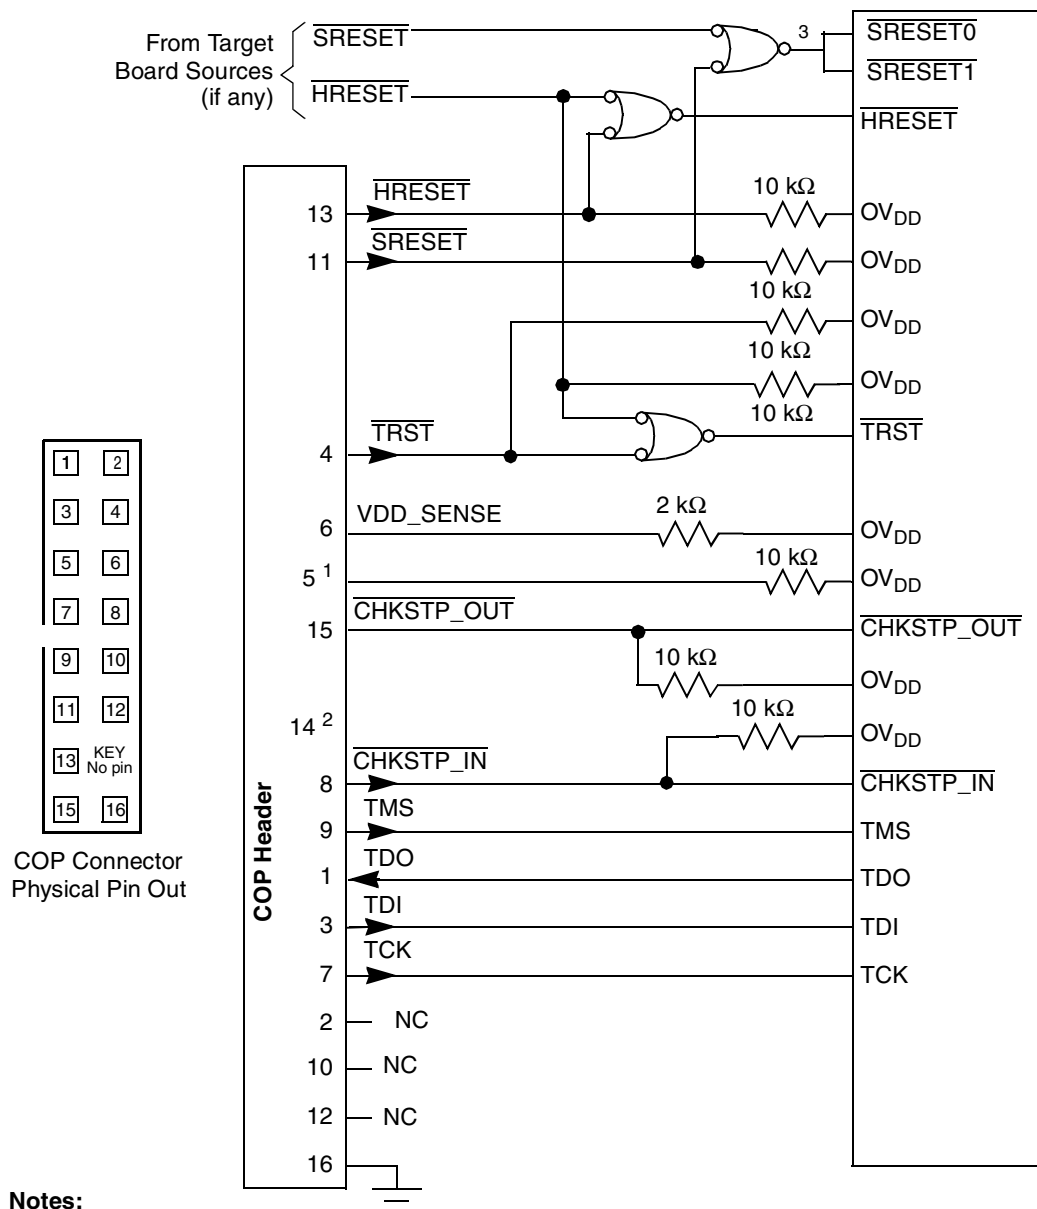 From Target
Board Sources
(if any)
SRESET
HRESET
3
SRESET0
SRESET1
HRESET
13
HRESET
10 kΩ
OVDD
11
SRESET
10 kΩ
OVDD
10 kΩ
OVDD
10 kΩ
OVDD
4
TRST
TRST
6
VDD_SENSE
2 kΩ
OVDD
5 1
10 kΩ
OVDD
15
CHKSTP_OUT
CHKSTP_OUT
10 kΩ
OVDD
14 2
10 kΩ
OVDD
8
CHKSTP_IN
CHKSTP_IN
9
TMS
TMS
1
TDO
TDO
3
TDI
TDI
7
TCK
TCK
2
NC
10
NC
12
NC
16
COP Header
1 2
3 4
5 6
7 8
9 10
11 12
13 KEY
No pin
15 16
COP Connector
Physical Pin Out
Notes: